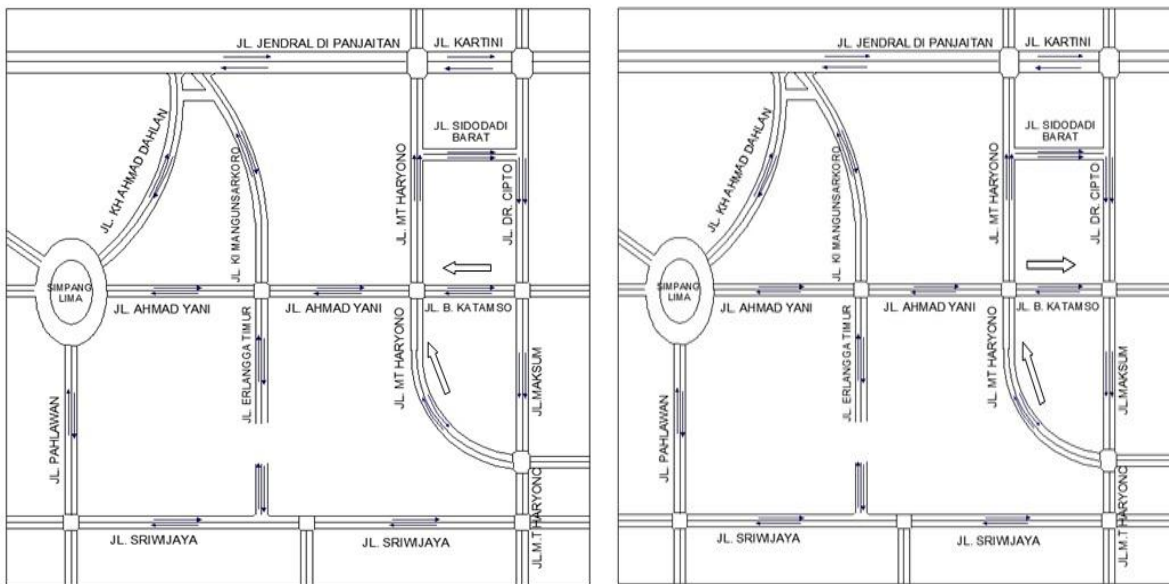 JL. JENDRAL DI PANJAITAN
JL. KARTINI
JL. KH AHMAD DAHLAN
JL. KI MANGUNSARKORO
JL. MT HARYONO
JL. SIDODADI
BARAT
JL. DR. CIPTO
SIMPANG
LIMA
JL. AHMAD YANI
JL. AHMAD YANI
JL. B. KATAMSO
JL. ERLANGGA TIMUR
JL. MT HARYONO
JL.MAKSUM
JL. PAHLAWAN
JL. SRIWIJAYA
JL. SRIWIJAYA
JL.M.T HARYONO
JL. JENDRAL DI PANJAITAN
JL. KARTINI
JL. KH AHMAD DAHLAN
JL. KI MANGUNSARKORO
JL. MT HARYONO
JL. SIDODADI
BARAT
JL. DR. CIPTO
SIMPANG
LIMA
JL. AHMAD YANI
JL. AHMAD YANI
JL. B. KATAMSO
JL. ERLANGGA TIMUR
JL. MT HARYONO
JL.MAKSUM
JL. PAHLAWAN
JL. SRIWIJAYA
JL. SRIWIJAYA
JL.M.T HARYONO